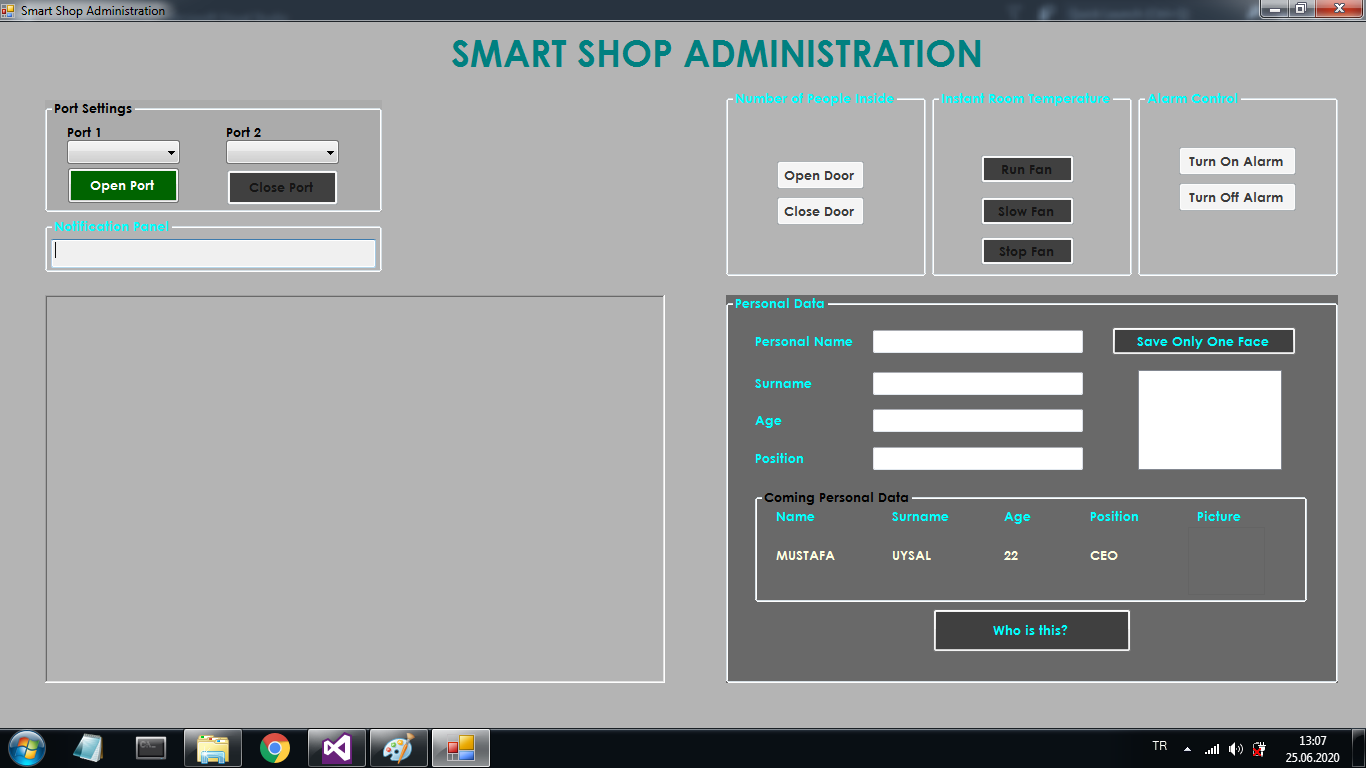 Smart Shop Administration
SMART SHOP ADMINISTRATION
Port Settings
Port 1
Port 2
Open Port
Close Port
Notification Panel
Number of People Inside
Open Door
Close Door
Instant Room Temperature
Run Fan
Slow Fan
Stop Fan
Alarm Control
Turn On Alarm
Turn Off Alarm
Personal Data
Personal Name
Save Only One Face
Surname
Age
Position
Coming Personal Data
Name Surname Age Position Picture
MUSTAFA UYSAL 22 CEO
Who is this?
TR
13:07
25.06.2020